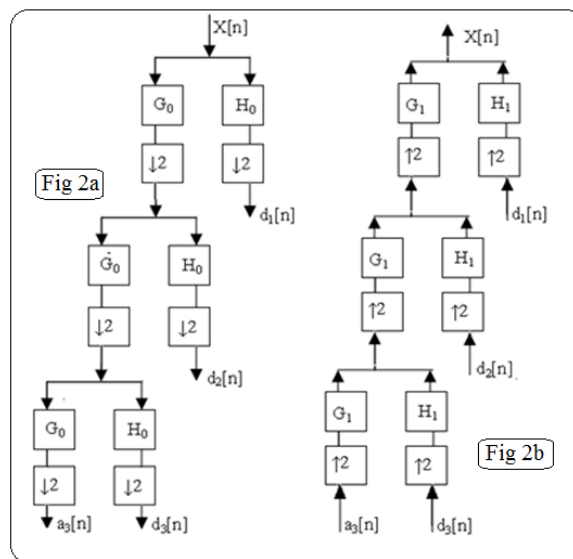 X[n] X[n]
G₀ H₀ G₁ H₁
Fig 2a ↓2 ↓2 ↑2 ↑2
d₁[n] d₁[n]
Ġ₀ H₀ G₁ H₁
↓2 ↓2 ↑2 ↑2
d₂[n] d₂[n]
G₀ H₀ G₁ H₁
Fig 2b
↓2 ↓2 ↑2 ↑2
a₃[n] d₃[n] a₃[n] d₃[n]